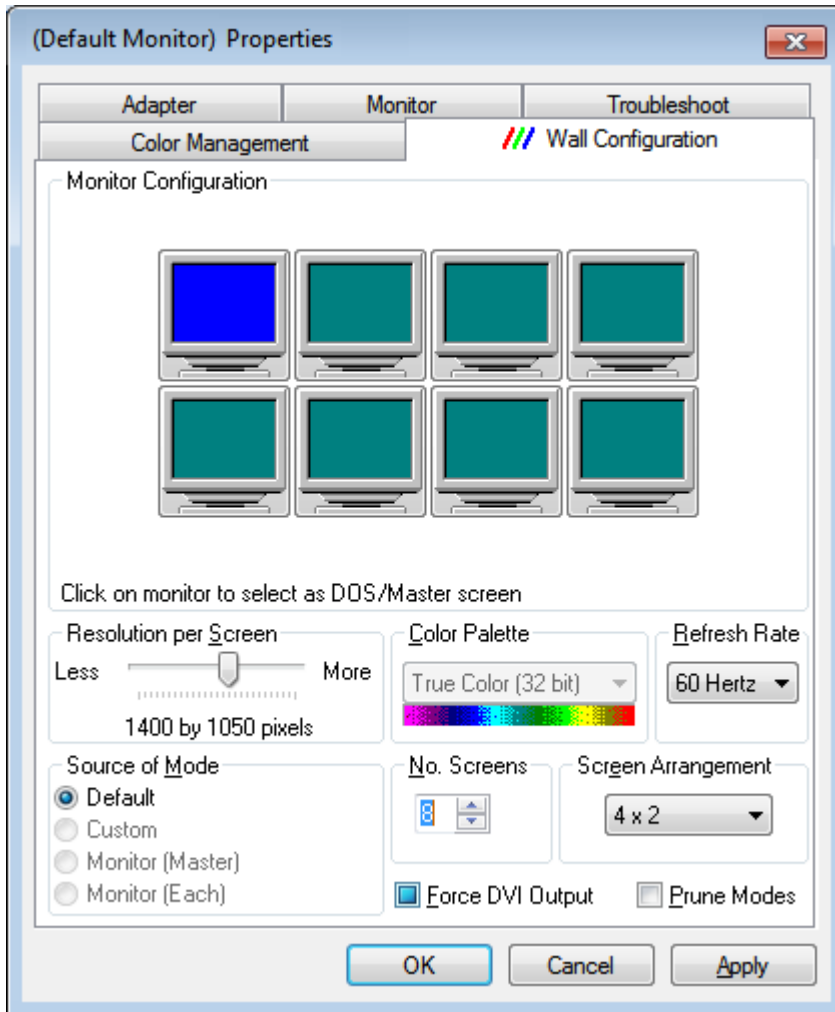 (Default Monitor) Properties
Adapter Monitor Troubleshoot
Color Management Wall Configuration
Monitor Configuration
Click on monitor to select as DOS/Master screen
Resolution per Screen
Less More
1400 by 1050 pixels
Color Palette
True Color (32 bit)
Refresh Rate
60 Hertz
Source of Mode
Default
Custom
Monitor (Master)
Monitor (Each)
No. Screens
8
Screen Arrangement
4 x 2
Force DVI Output
Prune Modes
OK Cancel Apply